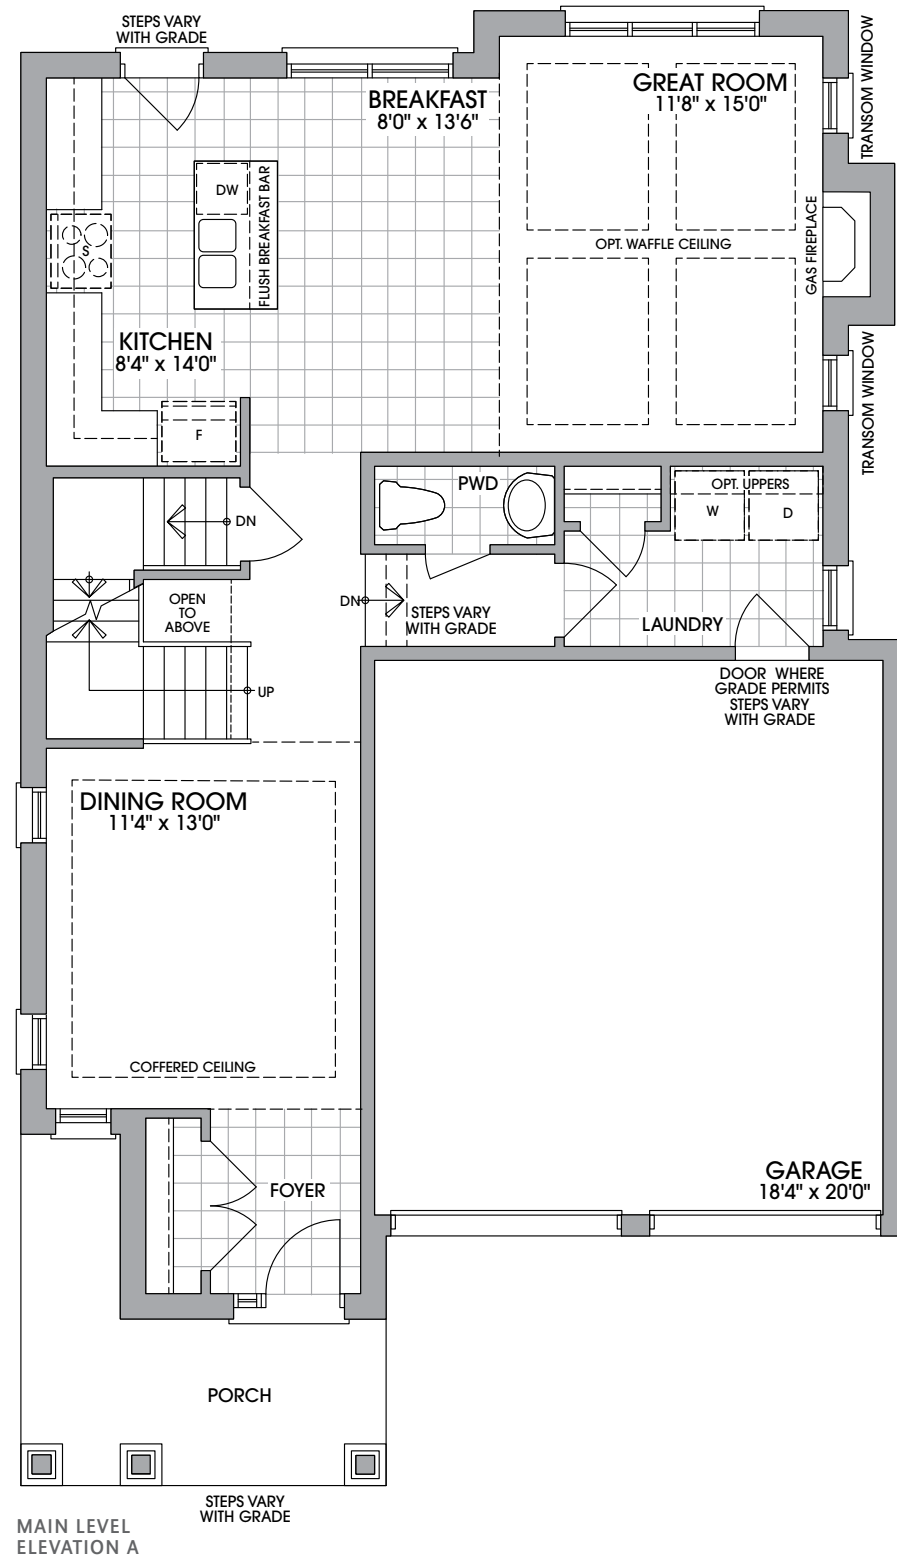 STEPS VARY
WITH GRADE
BREAKFAST
8'0" x 13'6"
GREAT ROOM
11'8" x 15'0"
TRANSOM WINDOW
DW
FLUSH BREAKFAST BAR
S
OPT. WAFFLE CEILING
GAS FIREPLACE
KITCHEN
8'4" x 14'0"
F
TRANSOM WINDOW
PWD
OPT. UPPERS
W
D
DN
OPEN
TO
ABOVE
DN
STEPS VARY
WITH GRADE
LAUNDRY
UP
DOOR WHERE
GRADE PERMITS
STEPS VARY
WITH GRADE
DINING ROOM
11'4" x 13'0"
COFFERED CEILING
FOYER
GARAGE
18'4" x 20'0"
PORCH
STEPS VARY
WITH GRADE
MAIN LEVEL
ELEVATION A